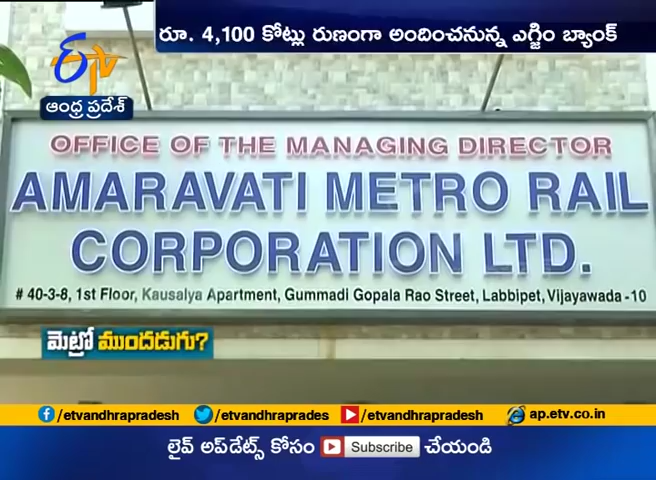 రూ. 4,100 కోట్లు రుణంగా అందించనున్న ఎగ్జిం బ్యాంక్
ఈtv
ఆంధ్ర ప్రదేశ్
OFFICE OF THE MANAGING DIRECTOR
AMARAVATI METRO RAIL
CORPORATION LTD.
# 40-3-8, 1st Floor, Kausalya Apartment, Gummadi Gopala Rao Street, Labbipet, Vijayawada -10
మెట్రో ముందడుగు?
/etvandhrapradesh /etvandhraprades /etvandhrapradesh ap.etv.co.in
లైవ్ అప్‌డేట్స్ కోసం Subscribe చేయండి